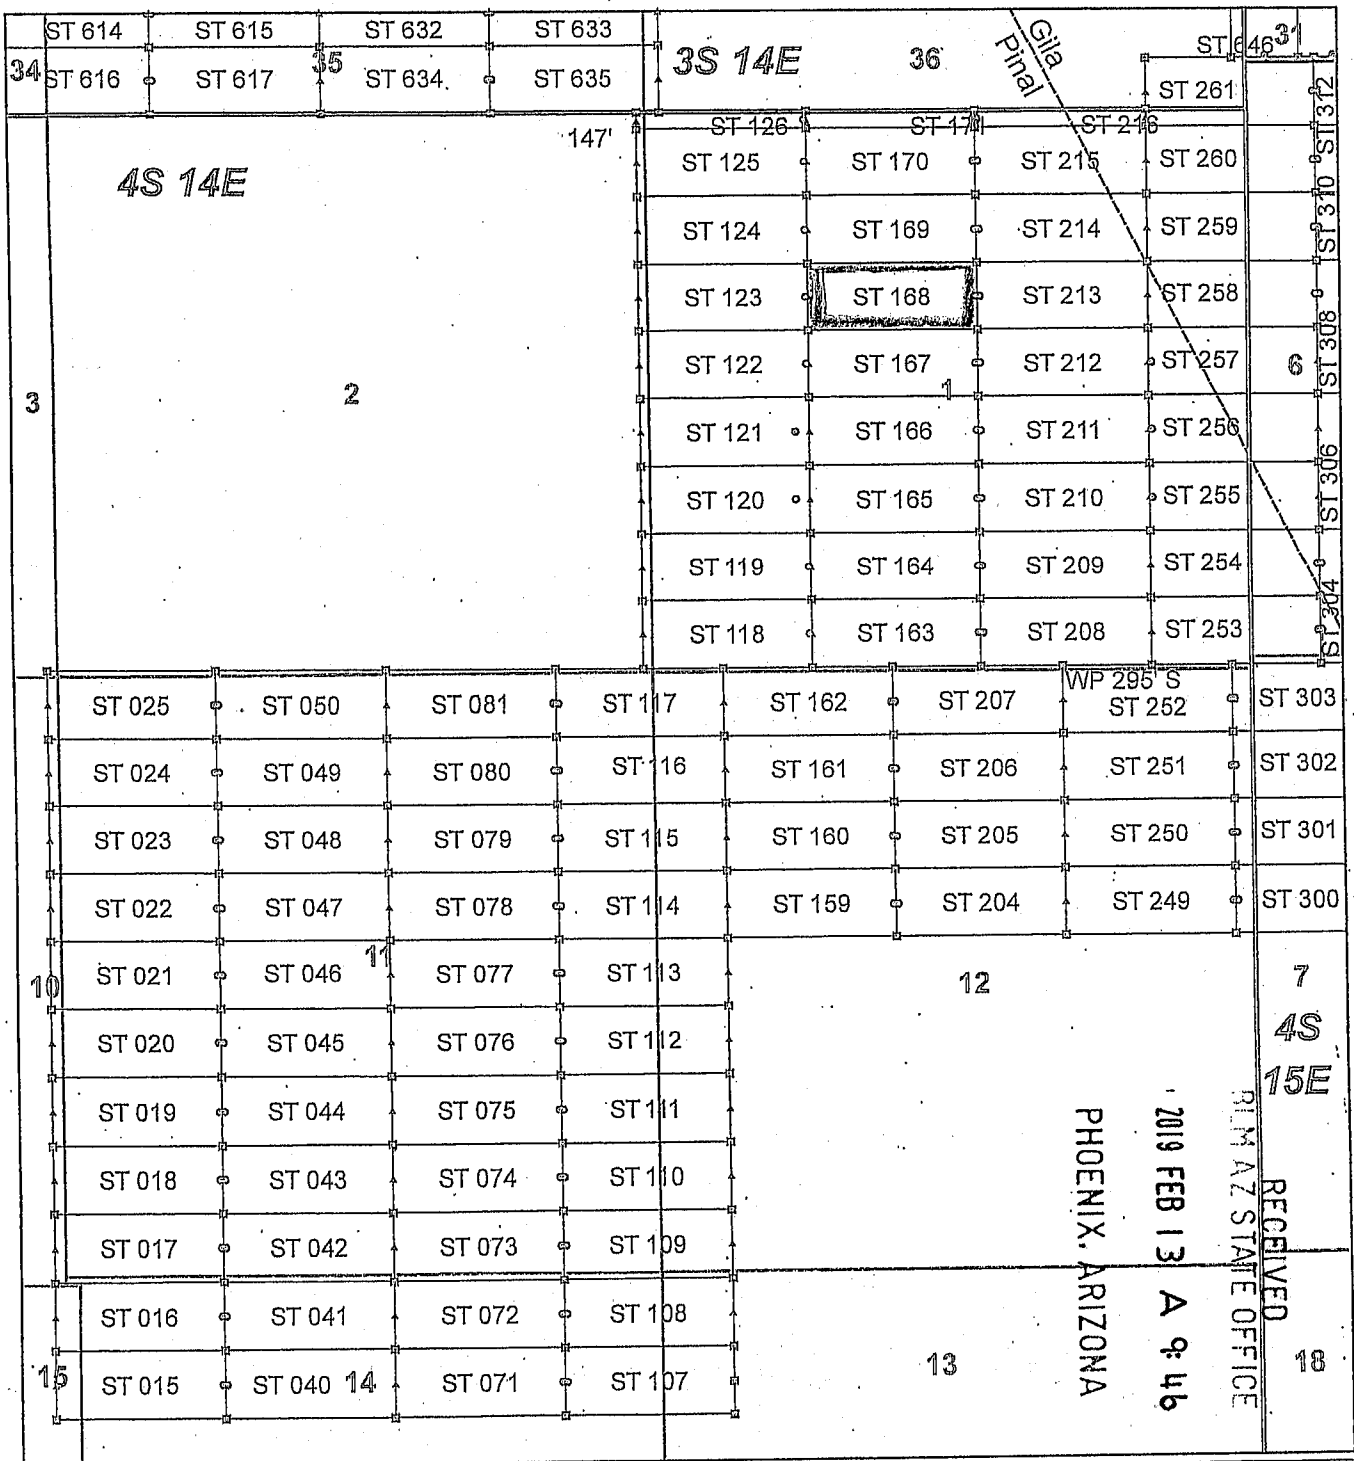 ST 614 ST 615 ST 632 ST 633
34 35 3S 14E 36 Gila Pinal ST 646 31
ST 616 ST 617 ST 634 ST 635 ST 261 ST 312
147' ST 126 ST 171 ST 216
4S 14E ST 125 ST 170 ST 215 ST 260
ST 124 ST 169 ST 214 ST 259 ST 310
ST 123 ST 168 ST 213 ST 258
ST 122 ST 167 ST 212 ST 257 ST 308
3 2 1 6
ST 121 ST 166 ST 211 ST 256
ST 120 ST 165 ST 210 ST 255 ST 306
ST 119 ST 164 ST 209 ST 254
ST 118 ST 163 ST 208 ST 253 ST 304
WP 295' S
ST 025 ST 050 ST 081 ST 117 ST 162 ST 207 ST 252 ST 303
ST 024 ST 049 ST 080 ST 116 ST 161 ST 206 ST 251 ST 302
ST 023 ST 048 ST 079 ST 115 ST 160 ST 205 ST 250 ST 301
ST 022 ST 047 ST 078 ST 114 ST 159 ST 204 ST 249 ST 300
11
ST 021 ST 046 ST 077 ST 113
10 12 7
4S
15E
ST 020 ST 045 ST 076 ST 112
ST 019 ST 044 ST 075 ST 111
ST 018 ST 043 ST 074 ST 110
ST 017 ST 042 ST 073 ST 109
ST 016 ST 041 ST 072 ST 108
15 ST 015 ST 040 14 ST 071 ST 107 13 18
RECEIVED
BLM AZ STATE OFFICE
2019 FEB 13 A 9:46
PHOENIX, ARIZONA